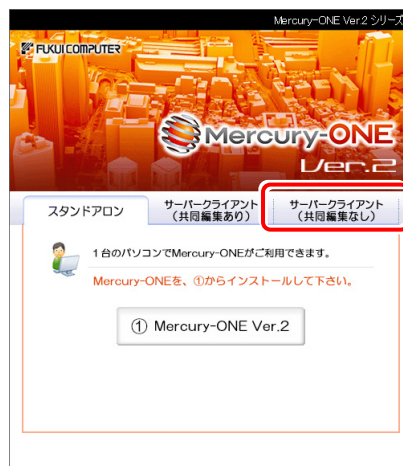 Mercury-ONE Ver.2 シリーズ
FUKUI COMPUTER
Mercury-ONE
Ver.2
スタンドアロン
サーバークライアント
（共同編集あり）
サーバークライアント
（共同編集なし）
1台のパソコンでMercury-ONEがご利用できます。
Mercury-ONEを、①からインストールして下さい。
① Mercury-ONE Ver.2